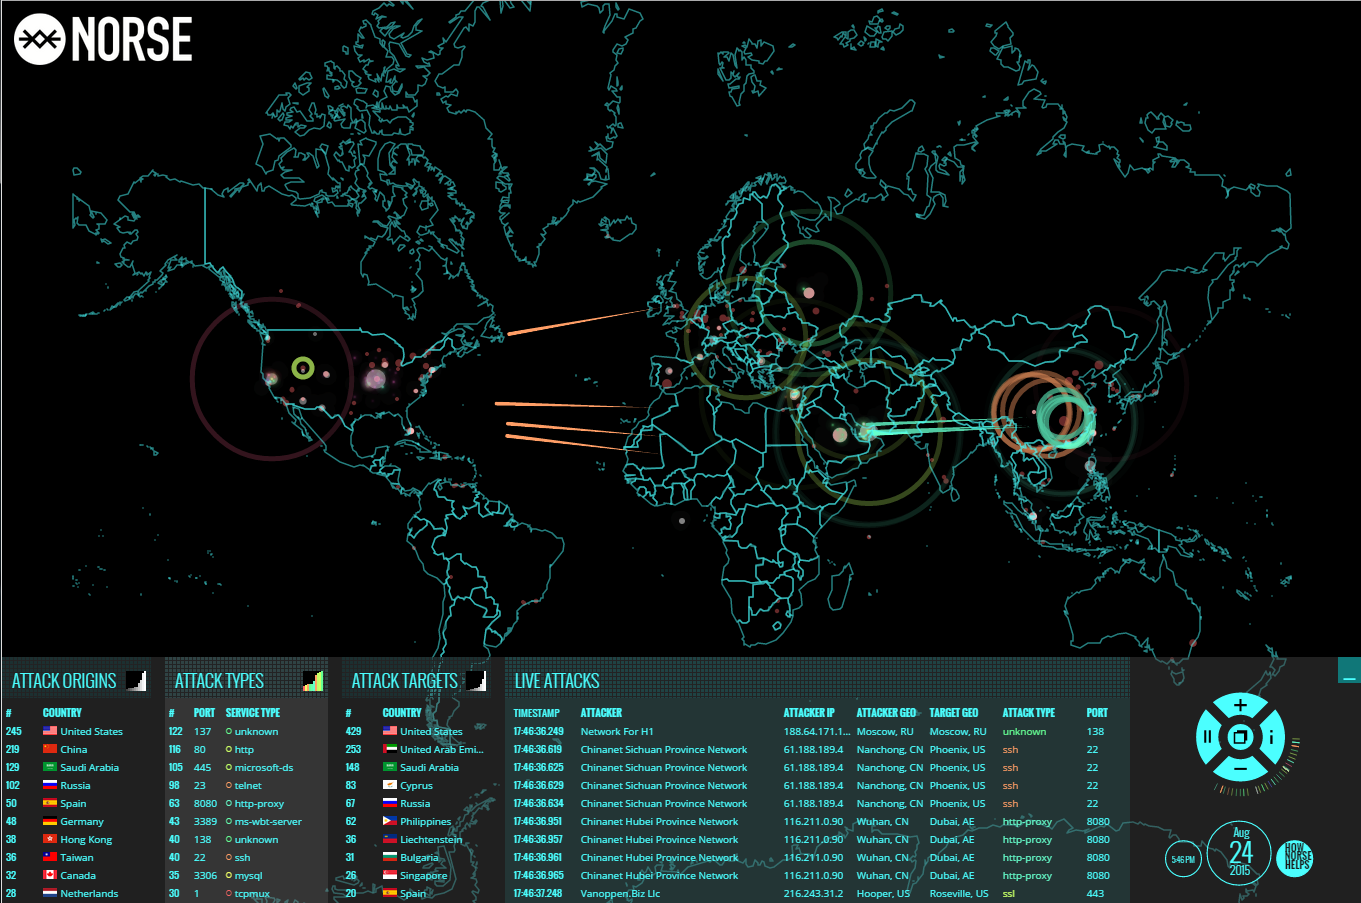 NORSE
ATTACK ORIGINS
# COUNTRY
245 United States
219 China
129 Saudi Arabia
102 Russia
50 Spain
48 Germany
38 Hong Kong
36 Taiwan
32 Canada
28 Netherlands
ATTACK TYPES
# PORT SERVICE TYPE
122 137 unknown
116 80 http
105 445 microsoft-ds
98 23 telnet
63 8080 http-proxy
43 3389 ms-wbt-server
40 138 unknown
40 22 ssh
35 3306 mysql
30 1 tcpmux
ATTACK TARGETS
# COUNTRY
429 United States
253 United Arab Emi...
148 Saudi Arabia
83 Cyprus
67 Russia
62 Philippines
36 Liechtenstein
31 Bulgaria
26 Singapore
20 Spain
LIVE ATTACKS
TIMESTAMP ATTACKER ATTACKER IP ATTACKER GEO TARGET GEO ATTACK TYPE PORT
17:46:36.249 Network For H1 188.64.171.1... Moscow, RU Moscow, RU unknown 138
17:46:36.619 Chinanet Sichuan Province Network 61.188.189.4 Nanchong, CN Phoenix, US ssh 22
17:46:36.625 Chinanet Sichuan Province Network 61.188.189.4 Nanchong, CN Phoenix, US ssh 22
17:46:36.629 Chinanet Sichuan Province Network 61.188.189.4 Nanchong, CN Phoenix, US ssh 22
17:46:36.634 Chinanet Sichuan Province Network 61.188.189.4 Nanchong, CN Phoenix, US ssh 22
17:46:36.951 Chinanet Hubei Province Network 116.211.0.90 Wuhan, CN Dubai, AE http-proxy 8080
17:46:36.957 Chinanet Hubei Province Network 116.211.0.90 Wuhan, CN Dubai, AE http-proxy 8080
17:46:36.961 Chinanet Hubei Province Network 116.211.0.90 Wuhan, CN Dubai, AE http-proxy 8080
17:46:36.965 Chinanet Hubei Province Network 116.211.0.90 Wuhan, CN Dubai, AE http-proxy 8080
17:46:37.248 Vanoppen.Biz Llc 216.243.31.2 Hooper, US Roseville, US ssl 443
i
5:46 PM
Aug
24
2015
HOW
NORSE
HELPS